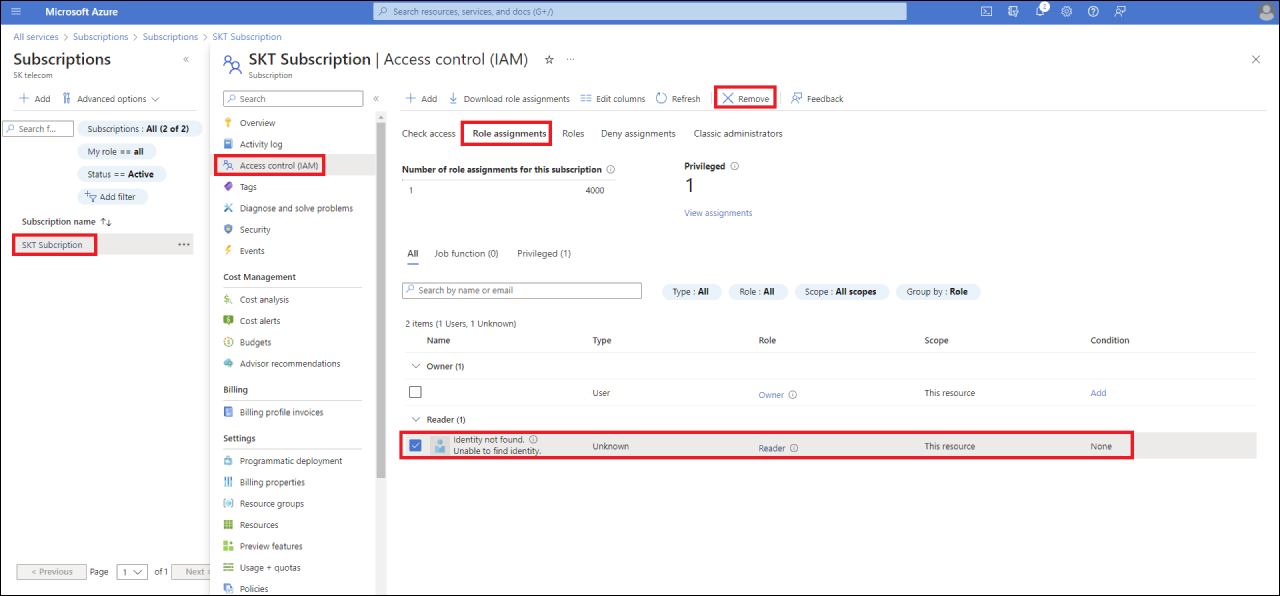 Microsoft Azure
Search resources, services, and docs (G+/)
2
All services > Subscriptions > Subscriptions > SKT Subscription
Subscriptions
SK telecom
Add
Advanced options
Search f...
Subscriptions : All (2 of 2)
My role == all
Status == Active
Add filter
Subscription name
SKT Subcription
< Previous
Page
1
of 1
Next >
SKT Subscription | Access control (IAM)
Subscription
Search
Overview
Activity log
Access control (IAM)
Tags
Diagnose and solve problems
Security
Events
Cost Management
Cost analysis
Cost alerts
Budgets
Advisor recommendations
Billing
Billing profile invoices
Settings
Programmatic deployment
Billing properties
Resource groups
Resources
Preview features
Usage + quotas
Policies
Add
Download role assignments
Edit columns
Refresh
Remove
Feedback
Check access
Role assignments
Roles
Deny assignments
Classic administrators
Number of role assignments for this subscription
1
4000
Privileged
1
View assignments
All
Job function (0)
Privileged (1)
Search by name or email
Type : All
Role : All
Scope : All scopes
Group by : Role
2 items (1 Users, 1 Unknown)
Name Type Role Scope Condition
Owner (1)
User Owner This resource Add
Reader (1)
Identity not found.
Unable to find identity.
Unknown Reader This resource None